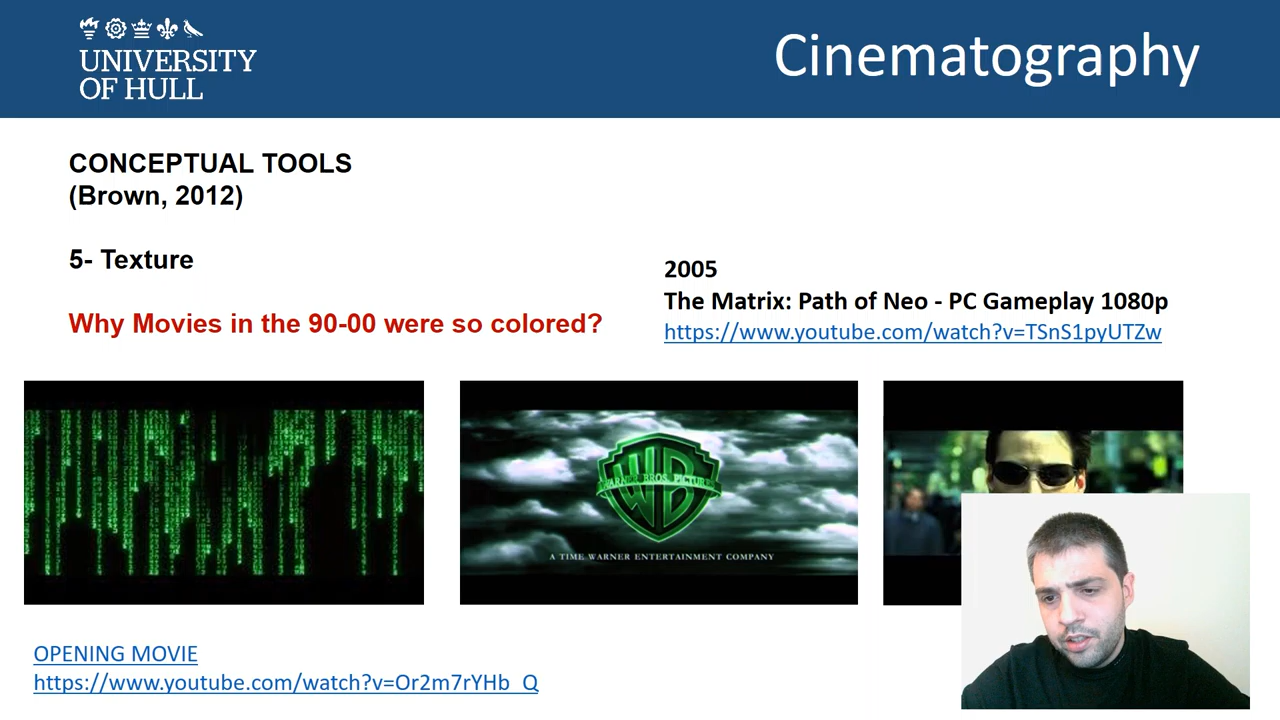 UNIVERSITY
OF HULL
Cinematography
CONCEPTUAL TOOLS
(Brown, 2012)
5- Texture
Why Movies in the 90-00 were so colored?
2005
The Matrix: Path of Neo - PC Gameplay 1080p
https://www.youtube.com/watch?v=TSnS1pyUTZw
WB
WARNER BROS. PICTURES
A TIME WARNER ENTERTAINMENT COMPANY
OPENING MOVIE
https://www.youtube.com/watch?v=Or2m7rYHb_Q